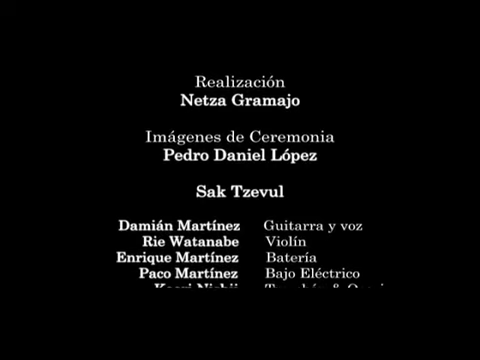 Realización
Netza Gramajo
Imágenes de Ceremonia
Pedro Daniel López
Sak Tzevul
Damián Martínez Guitarra y voz
Rie Watanabe Violín
Enrique Martínez Batería
Paco Martínez Bajo Eléctrico